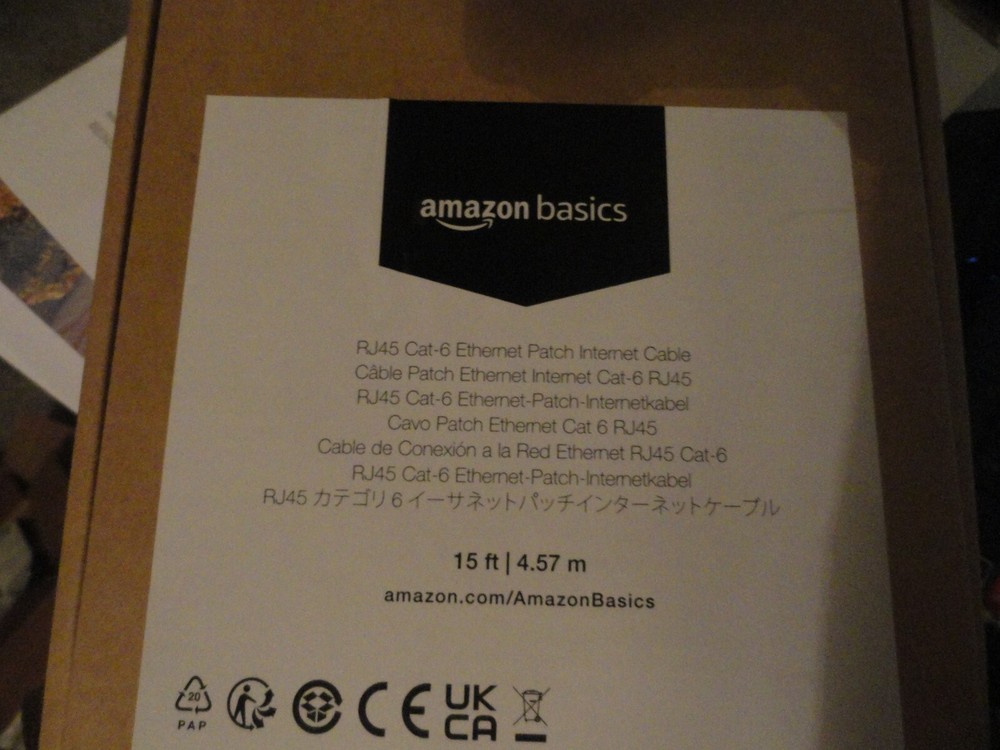 amazon basics
RJ45 Cat-6 Ethernet Patch Internet Cable
Câble Patch Ethernet Internet Cat-6 RJ45
RJ45 Cat-6 Ethernet-Patch-Internetkabel
Cavo Patch Ethernet Cat 6 RJ45
Cable de Conexión a la Red Ethernet RJ45 Cat-6
RJ45 Cat-6 Ethernet-Patch-Internetkabel
RJ45 カテゴリ 6 イーサネットパッチインターネットケーブル
15 ft | 4.57 m
amazon.com/AmazonBasics
20
PAP
CE
UK
CA